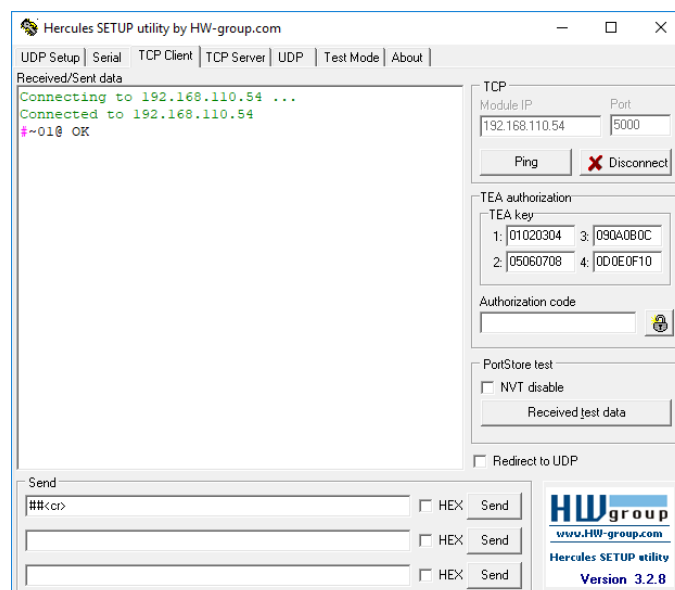 Hercules SETUP utility by HW-group.com
UDP Setup Serial TCP Client TCP Server UDP Test Mode About
Received/Sent data
Connecting to 192.168.110.54 ...
Connected to 192.168.110.54
#~01@ OK
TCP
Module IP Port
192.168.110.54 5000
Ping Disconnect
TEA authorization
TEA key
1: 01020304 3: 090A0B0C
2: 05060708 4: 0D0E0F10
Authorization code
PortStore test
NVT disable
Received test data
Redirect to UDP
Send
##<cr> HEX Send
HEX Send
HEX Send
HWgroup
www.HW-group.com
Hercules SETUP utility
Version 3.2.8